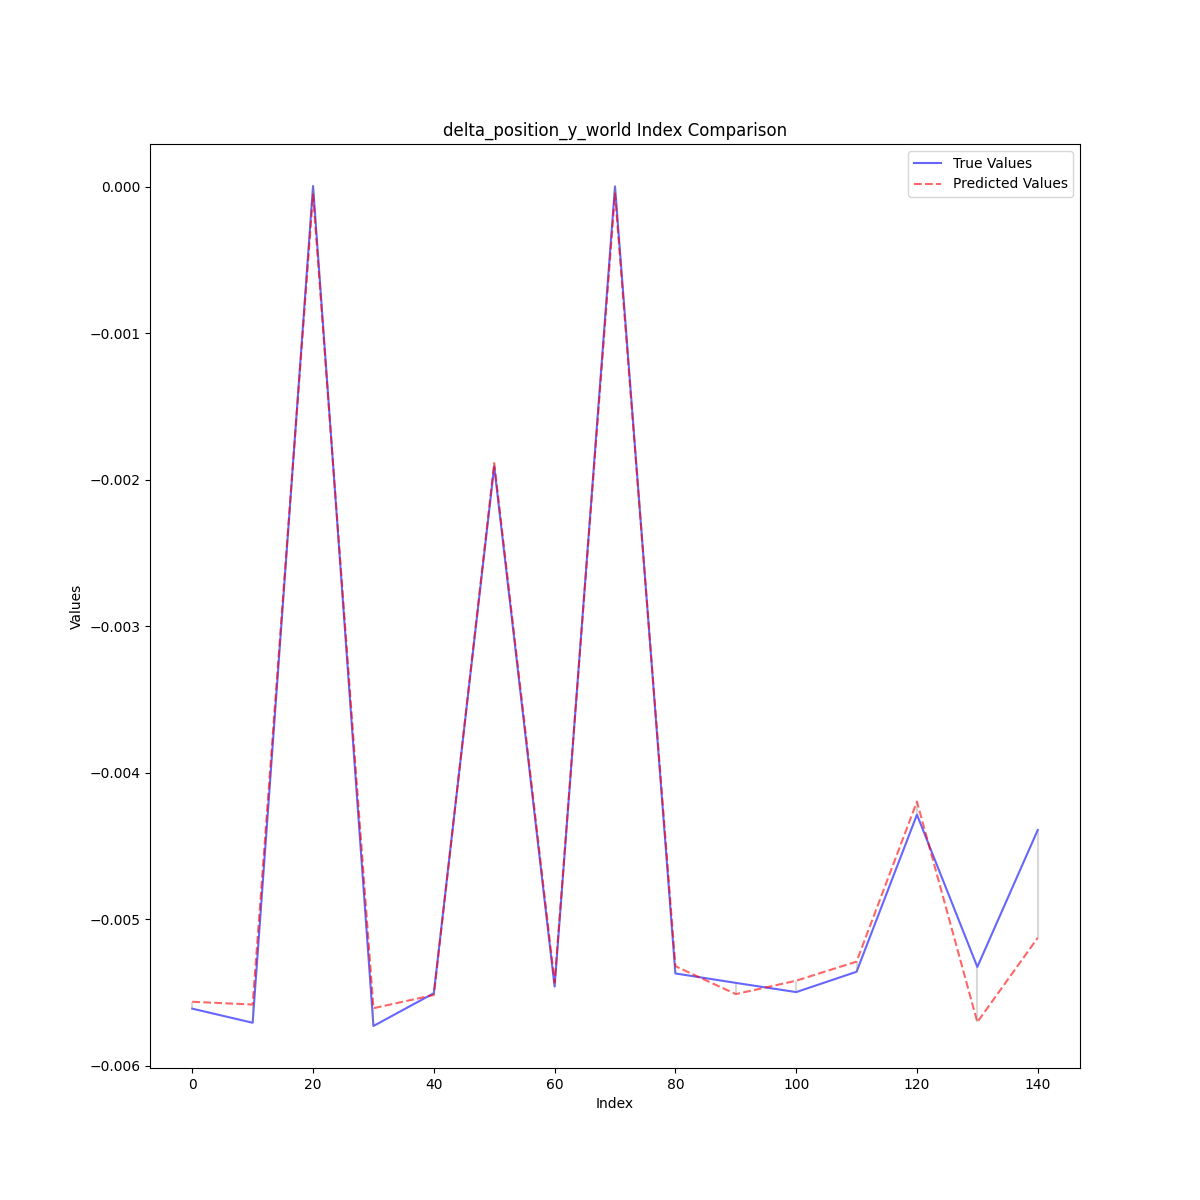 delta_position_y_world Index Comparison
True Values
Predicted Values
0.000
−0.001
−0.002
−0.003
−0.004
−0.005
−0.006
Values
0 20 40 60 80 100 120 140
Index